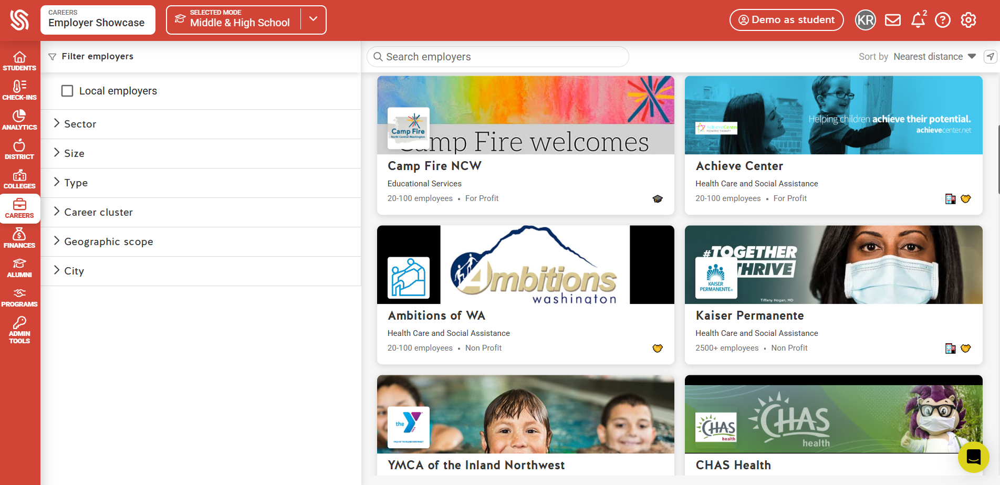 CAREERS
Employer Showcase
SELECTED MODE
Middle & High School
Demo as student
KR
2
?
STUDENTS
CHECK-INS
ANALYTICS
DISTRICT
COLLEGES
CAREERS
FINANCES
ALUMNI
PROGRAMS
ADMIN
TOOLS
Filter employers
Local employers
Sector
Size
Type
Career cluster
Geographic scope
City
Search employers
Sort by Nearest distance
Camp Fire
North Central Washington
Camp Fire welcomes
Camp Fire NCW
Educational Services
20-100 employees • For Profit
AchieveCenter
PEDIATRIC THERAPY
Helping children achieve their potential.
achievecenter.net
Achieve Center
Health Care and Social Assistance
20-100 employees • For Profit
Ambitions
washington
Ambitions of WA
Health Care and Social Assistance
20-100 employees • Non Profit
#TOGETHER
THRIVE
KAISER
PERMANENTE®
Tiffany Hogan, MD
Kaiser Permanente
Health Care and Social Assistance
2500+ employees • Non Profit
the Y
YMCA
YMCA OF THE INLAND NORTHWEST
YMCA of the Inland Northwest
CHAS
health
CHAS
health
CHAS Health